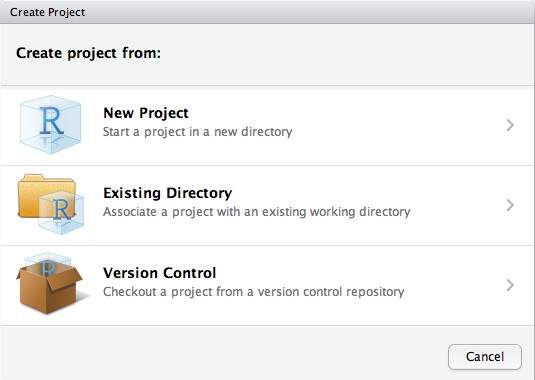 Create Project
Create project from:
R
New Project
Start a project in a new directory
R
Existing Directory
Associate a project with an existing working directory
R
Version Control
Checkout a project from a version control repository
Cancel